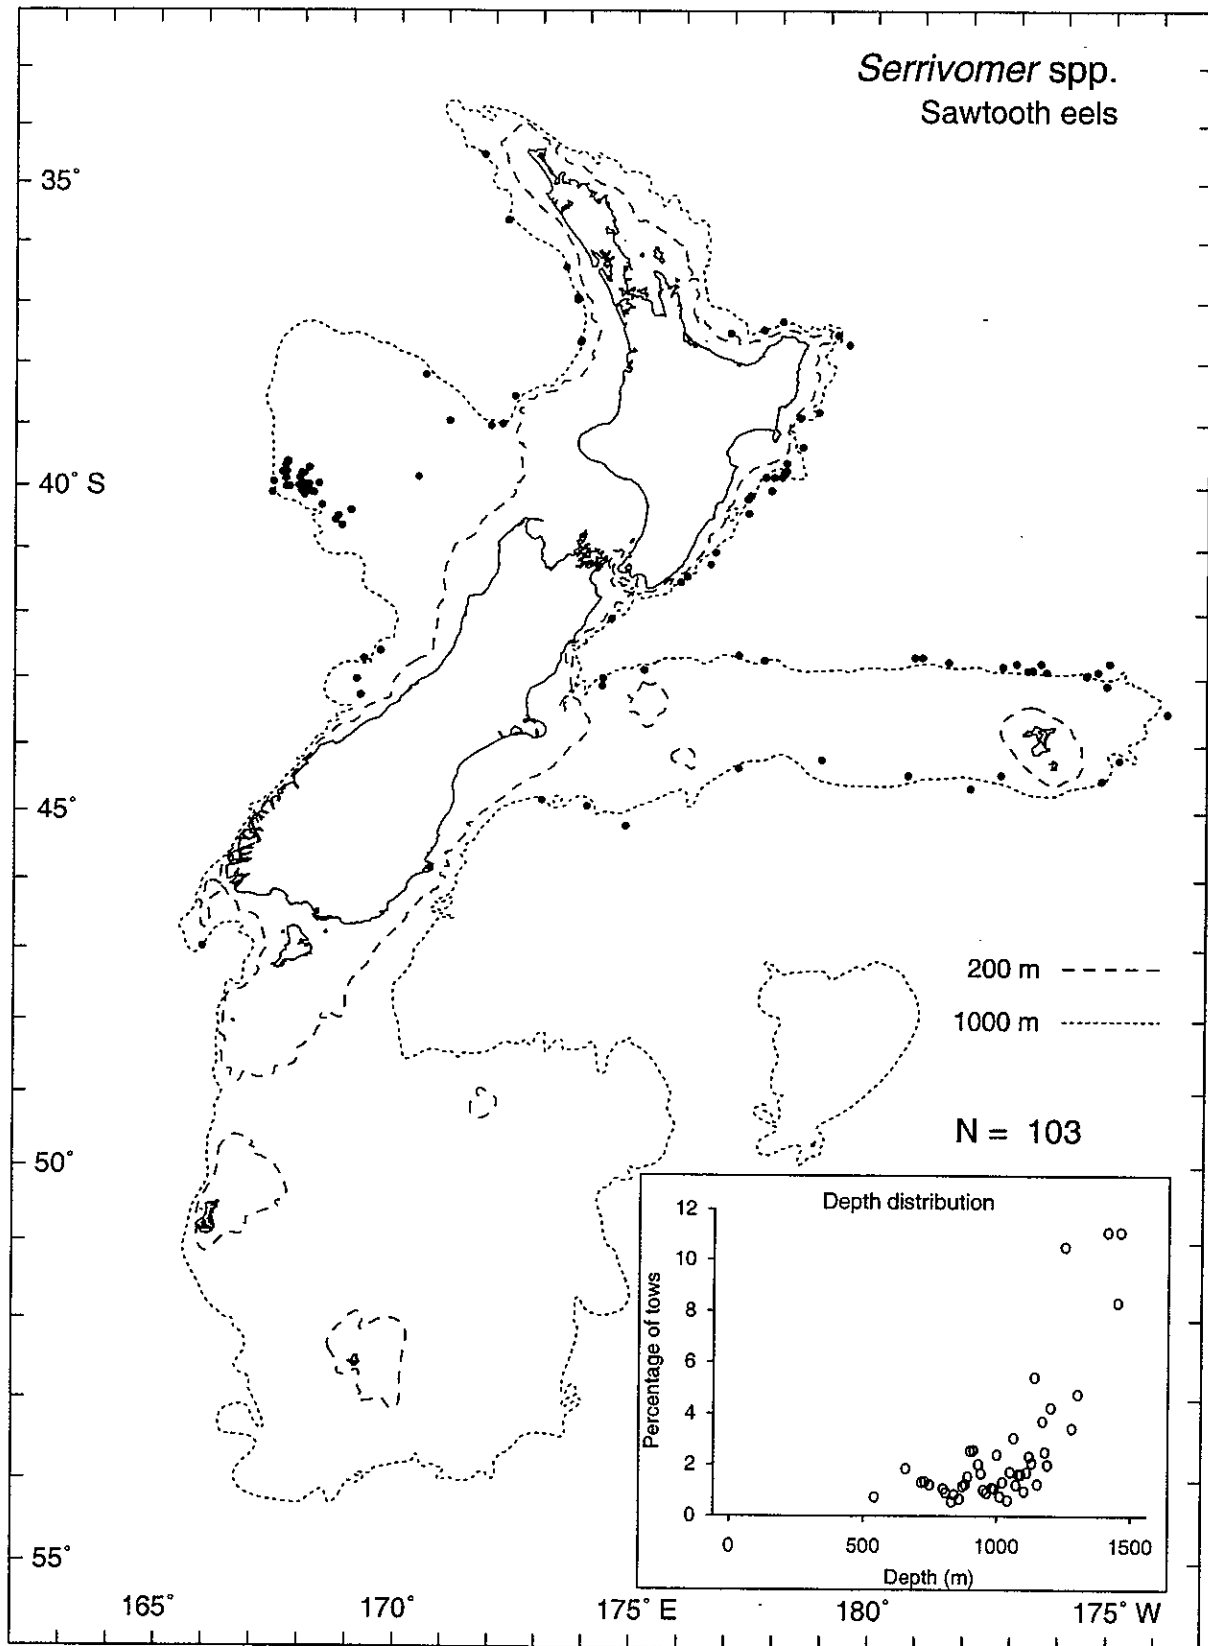 Serrivomer spp.
Sawtooth eels
35°
40° S
45°
200 m
1000 m
N = 103
50°
Depth distribution
12
10
8
6
4
2
0
Percentage of tows
0 500 1000 1500
Depth (m)
55°
165° 170° 175° E 180° 175° W